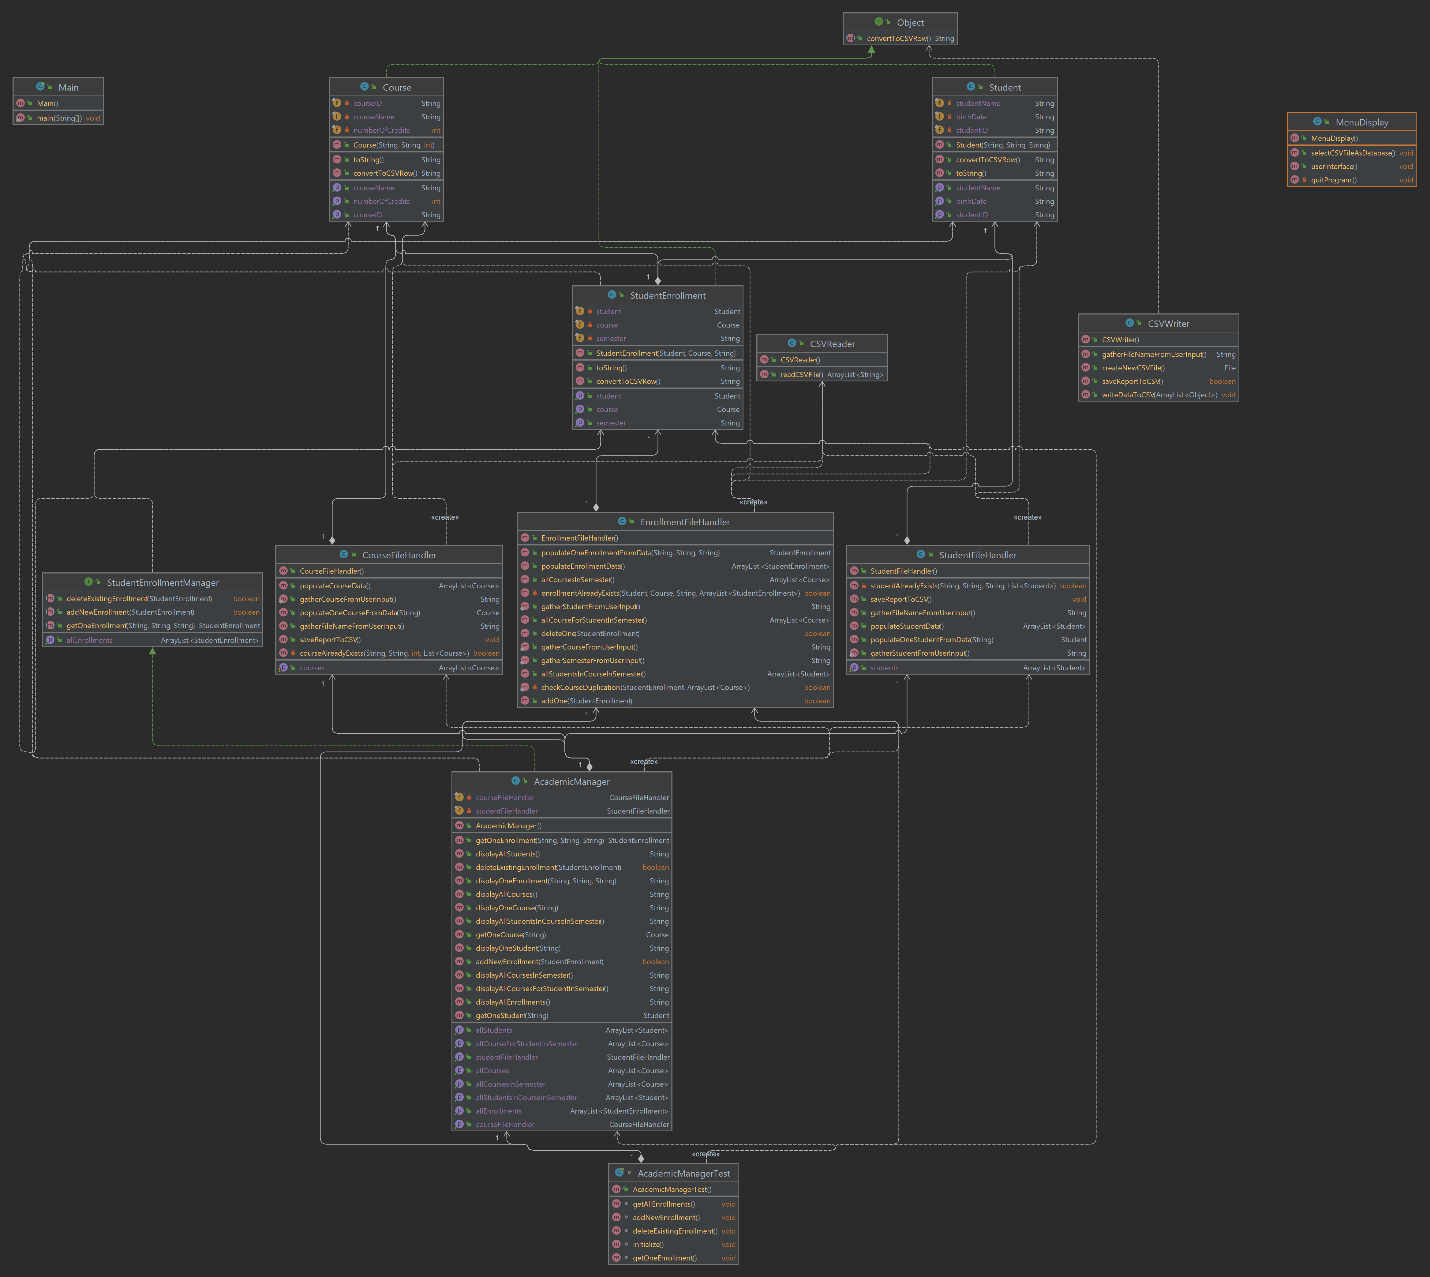 Object
convertToCSVRow() String
Main
Main()
main(String[]) void
Course
courseID String
courseName String
numberOfCredits int
Course(String, String, int)
toString() String
convertToCSVRow() String
courseName String
numberOfCredits int
courseID String
1
Student
studentName String
birthDate String
studentID String
Student(String, String, String)
convertToCSVRow() String
toString() String
studentName String
birthDate String
studentID String
1
MenuDisplay
MenuDisplay()
selectCSVFileAsDatabase() void
userInterface() void
quitProgram() void
1
StudentEnrollment
student Student
course Course
semester String
StudentEnrollment(Student, Course, String)
toString() String
convertToCSVRow() String
student Student
course Course
semester String
*
CSVReader
CSVReader()
readCSVFile() ArrayList<String>
CSVWriter
CSVWriter()
gatherFileNameFromUserInput() String
createNewCSVFile() File
saveReportToCSV() boolean
writeDataToCSV(ArrayList<Object>) void
StudentEnrollmentManager
deleteExistingEnrollment(StudentEnrollment) boolean
addNewEnrollment(StudentEnrollment) boolean
getOneEnrollment(String, String, String) StudentEnrollment
allEnrollments ArrayList<StudentEnrollment>
«create»
1
CourseFileHandler
CourseFileHandler()
populateCourseData() ArrayList<Course>
gatherCourseFromUserInput() String
populateOneCourseFromData(String) Course
gatherFileNameFromUserInput() String
saveReportToCSV() void
courseAlreadyExists(String, String, int, List<Course>) boolean
courses ArrayList<Course>
1
«create»
EnrollmentFileHandler
EnrollmentFileHandler()
populateOneEnrollmentFromData(String, String, String) StudentEnrollment
populateEnrollmentData() ArrayList<StudentEnrollment>
allCoursesInSemester() ArrayList<Course>
enrollmentAlreadyExists(Student, Course, String, ArrayList<StudentEnrollment>) boolean
gatherStudentFromUserInput() String
allCourseForStudentInSemester() ArrayList<Course>
deleteOne(StudentEnrollment) boolean
gatherCourseFromUserInput() String
gatherSemesterFromUserInput() String
allStudentsInCourseInSemester() ArrayList<Student>
checkCourseDuplication(StudentEnrollment, ArrayList<Course>) boolean
addOne(StudentEnrollment) boolean
«create»
StudentFileHandler
StudentFileHandler()
studentAlreadyExists(String, String, String, List<Student>) boolean
saveReportToCSV() void
gatherFileNameFromUserInput() String
populateStudentData() ArrayList<Student>
populateOneStudentFromData(String) Student
gatherStudentFromUserInput() String
students ArrayList<Student>
1
«create»
AcademicManager
courseFileHandler CourseFileHandler
studentFileHandler StudentFileHandler
AcademicManager()
getOneEnrollment(String, String, String) StudentEnrollment
displayAllStudents() String
deleteExistingEnrollment(StudentEnrollment) boolean
displayOneEnrollment(String, String, String) String
displayAllCourses() String
displayOneCourse(String) String
displayAllStudentsInCourseInSemester() String
getOneCourse(String) Course
displayOneStudent(String) String
addNewEnrollment(StudentEnrollment) boolean
displayAllCoursesInSemester() String
displayAllCoursesForStudentInSemester() String
displayAllEnrollments() String
getOneStudent(String) Student
allStudents ArrayList<Student>
allCourseForStudentInSemester ArrayList<Course>
studentFileHandler StudentFileHandler
allCourses ArrayList<Course>
allCoursesInSemester ArrayList<Course>
allStudentsInCourseInSemester ArrayList<Student>
allEnrollments ArrayList<StudentEnrollment>
courseFileHandler CourseFileHandler
1
«create»
AcademicManagerTest
AcademicManagerTest()
getAllEnrollments() void
addNewEnrollment() void
deleteExistingEnrollment() void
initialize() void
getOneEnrollment() void